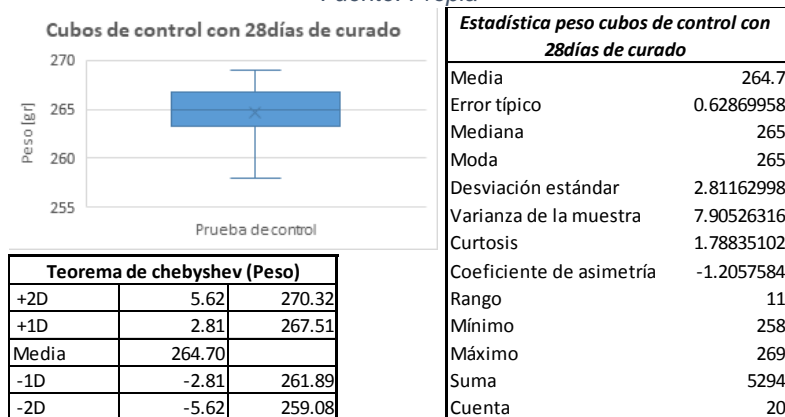 Fuente: Propia
Cubos de control con 28días de curado
270
265
260
255
Peso [gr]
Prueba de control
Teorema de chebyshev (Peso)
+2D 5.62 270.32
+1D 2.81 267.51
Media 264.70
-1D -2.81 261.89
-2D -5.62 259.08
Estadística peso cubos de control con
28días de curado
Media 264.7
Error típico 0.62869958
Mediana 265
Moda 265
Desviación estándar 2.81162998
Varianza de la muestra 7.90526316
Curtosis 1.78835102
Coeficiente de asimetría -1.2057584
Rango 11
Mínimo 258
Máximo 269
Suma 5294
Cuenta 20